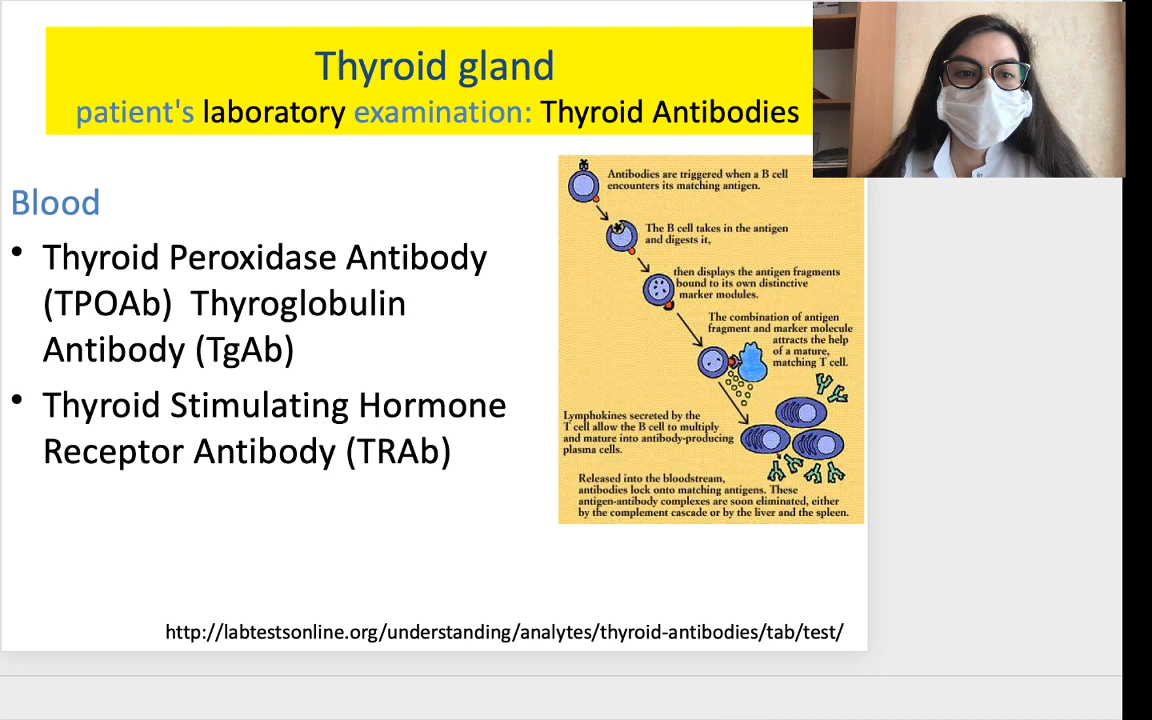 Thyroid gland
patient's laboratory examination: Thyroid Antibodies
Blood
• Thyroid Peroxidase Antibody
(TPOAb)  Thyroglobulin
Antibody (TgAb)
• Thyroid Stimulating Hormone
Receptor Antibody (TRAb)
Antibodies are triggered when a B cell
encounters its matching antigen.
The B cell takes in the antigen
and digests it,
then displays the antigen fragments
bound to its own distinctive
marker modules.
The combination of antigen
fragment and marker molecule
attracts the help
of a mature,
matching T cell.
Lymphokines secreted by the
T cell allow the B cell to multiply
and mature into antibody-producing
plasma cells.
Released into the bloodstream,
antibodies lock onto matching antigens. These
antigen-antibody complexes are soon eliminated, either
by the complement cascade or by the liver and the spleen.
http://labtestsonline.org/understanding/analytes/thyroid-antibodies/tab/test/